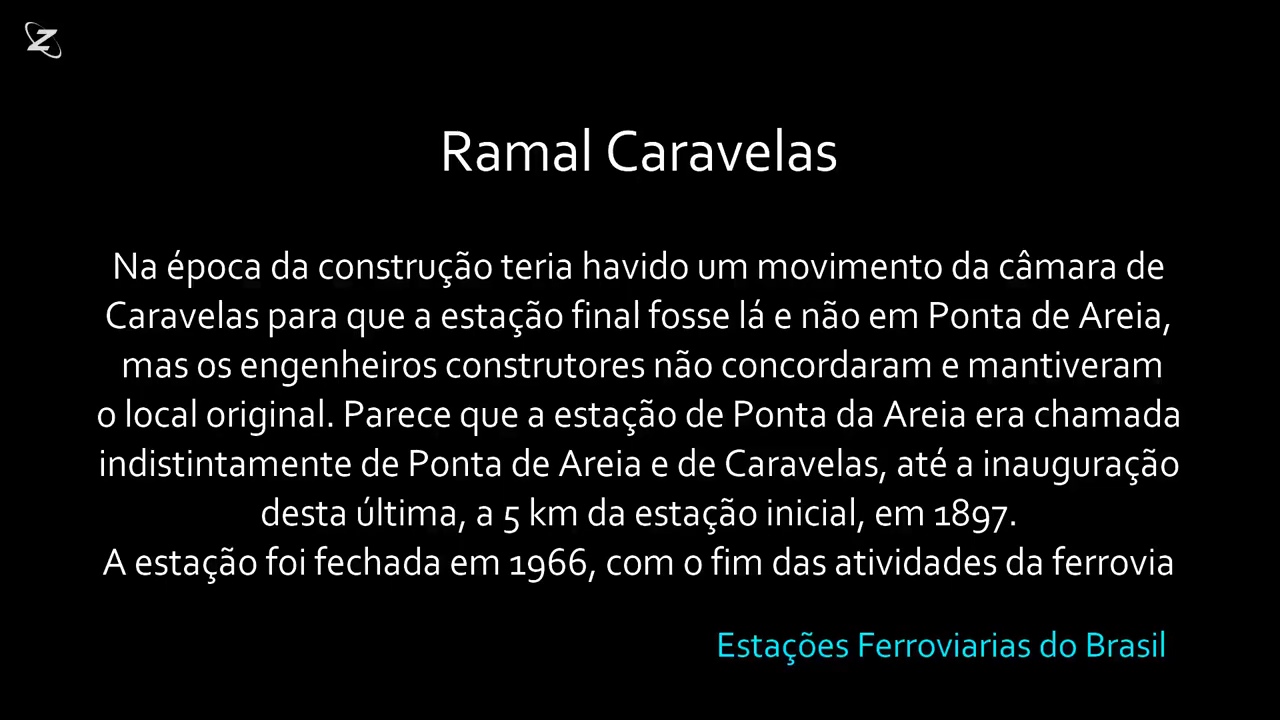 Z
Ramal Caravelas
Na época da construção teria havido um movimento da câmara de
Caravelas para que a estação final fosse lá e não em Ponta de Areia,
mas os engenheiros construtores não concordaram e mantiveram
o local original. Parece que a estação de Ponta da Areia era chamada
indistintamente de Ponta de Areia e de Caravelas, até a inauguração
desta última, a 5 km da estação inicial, em 1897.
A estação foi fechada em 1966, com o fim das atividades da ferrovia
Estações Ferroviarias do Brasil